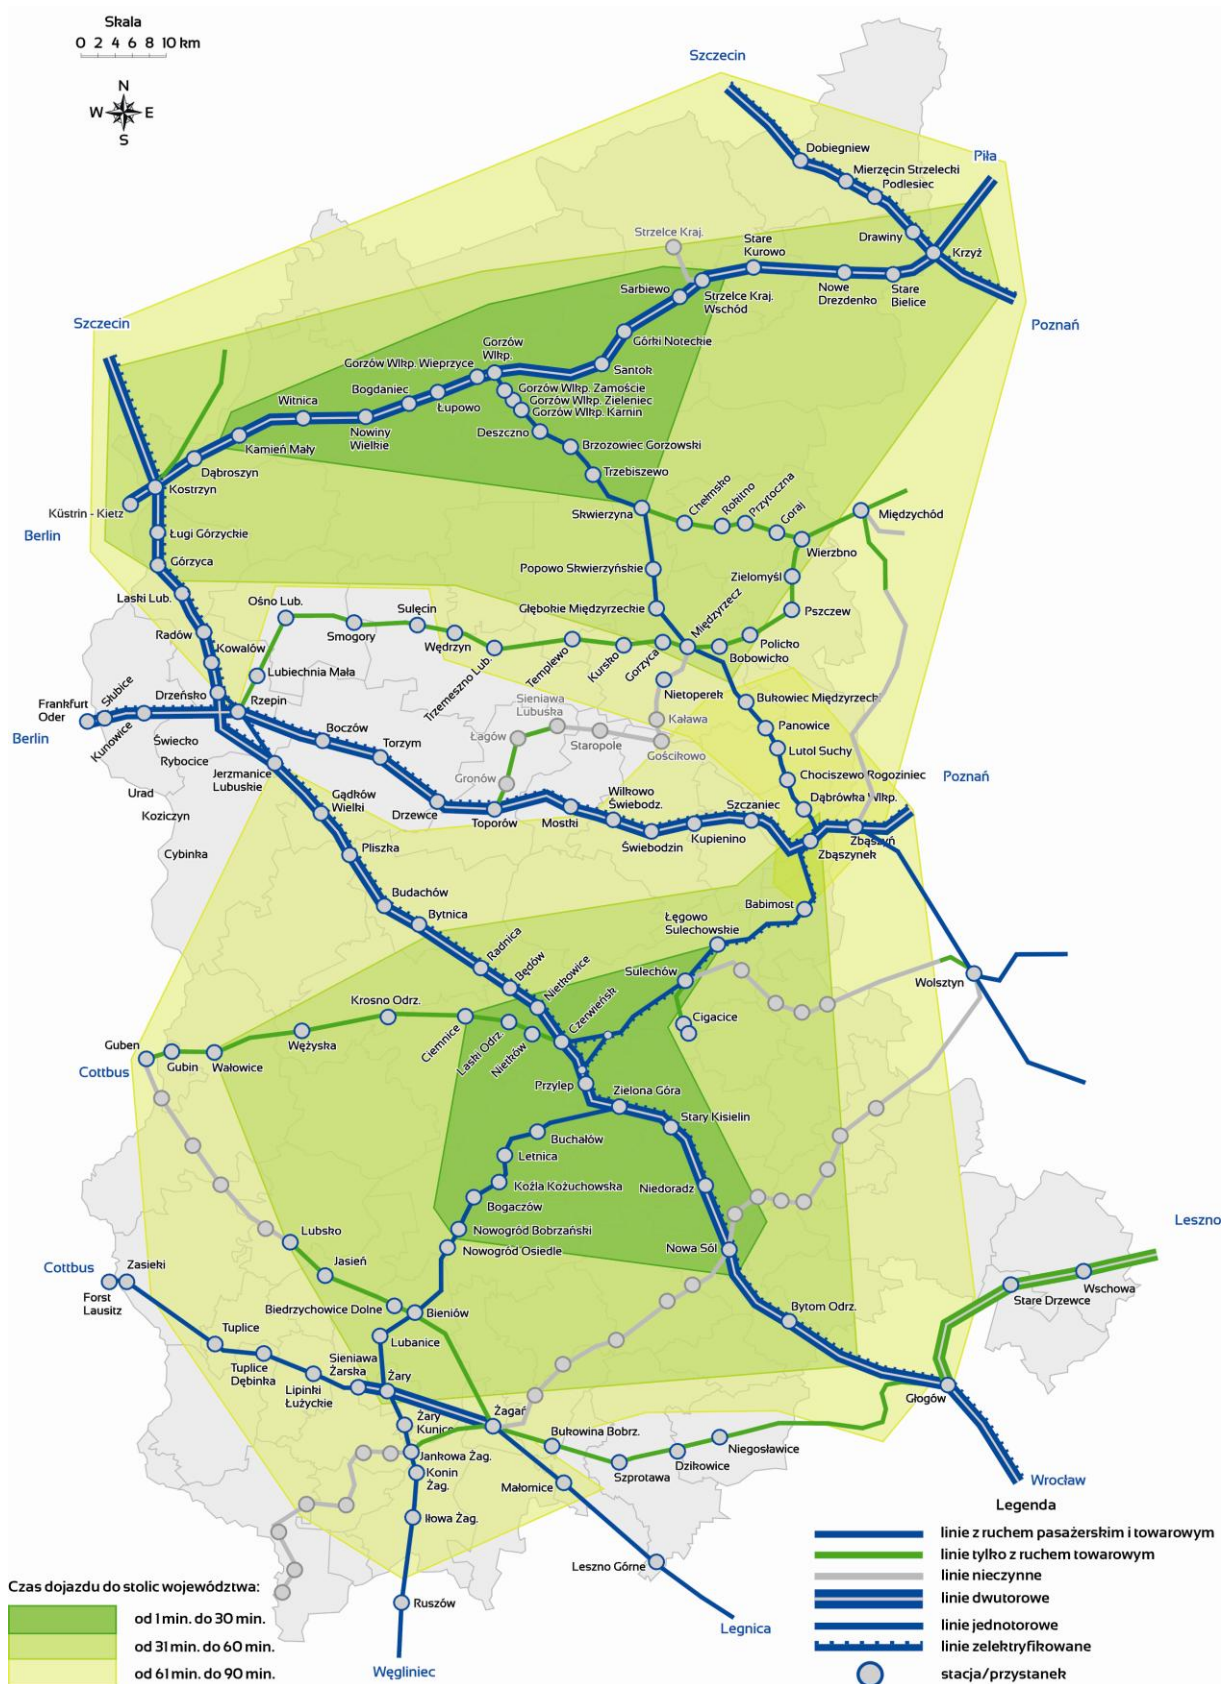 Skala
0 2 4 6 8 10 km
N
W E
S
Szczecin
Dobiegniew
Mierzęcin Strzelecki
Podlesiec
Piła
Drawiny
Krzyż
Strzelce Kraj.
Stare
Kurowo
Sarbiewo
Strzelce Kraj.
Wschód
Nowe
Drezdenko
Stare
Bielice
Poznań
Szczecin
Górki Noteckie
Gorzów
Wlkp.
Gorzów Wlkp. Wieprzyce
Santok
Bogdaniec
Gorzów Wlkp. Zamoście
Gorzów Wlkp. Zieleniec
Gorzów Wlkp. Karnin
Witnica
Łupowo
Nowiny
Wielkie
Deszczno
Kamień Mały
Brzozowiec Gorzowski
Dąbroszyn
Trzebiszewo
Kostrzyn
Küstrin - Kietz
Skwierzyna
Chełmsko
Rokitno
Przytoczna
Goraj
Międzychód
Berlin
Ługi Górzyckie
Wierzbno
Górzyca
Popowo Skwierzyńskie
Zielomyśl
Laski Lub.
Ośno Lub.
Sulęcin
Głębokie Międzyrzeckie
Pszczew
Radów
Smogory
Wędrzyn
Międzyrzecz
Policko
Kowalów
Lubiechnia Mała
Trzemeszno Lub.
Templewo
Kursko
Gorzyca
Bobowicko
Nietoperek
Drzeńsko
Rzepin
Bukowiec Międzyrzecki
Frankfurt
Oder
Słubice
Kunowice
Sieniawa
Lubuska
Kaława
Panowice
Berlin
Świecko
Rybocice
Boczów
Torzym
Łagów
Staropole
Gościkowo
Lutol Suchy
Jerzmanice
Lubuskie
Gronów
Chociszewo Rogoziniec
Poznań
Urad
Koziczyn
Gądków
Wielki
Drzewce
Toporów
Mostki
Wilkowo
Świebodz.
Szczaniec
Dąbrówka Wlkp.
Świebodzin
Kupienino
Zbąszyń
Zbąszynek
Cybinka
Pliszka
Budachów
Bytnica
Babimost
Łęgowo
Sulechowskie
Radnica
Będów
Nietkowice
Sulechów
Wolsztyn
Krosno Odrz.
Czerwieńsk
Cigacice
Guben
Wężyska
Ciemnice
Laski Odrz.
Nietków
Gubin
Wałowice
Cottbus
Przylep
Zielona Góra
Stary Kisielin
Buchałów
Letnica
Koźla Kożuchowska
Niedoradz
Bogaczów
Leszno
Lubsko
Nowogród Bobrzański
Nowogród Osiedle
Nowa Sól
Cottbus
Zasieki
Jasień
Forst
Lausitz
Wschowa
Stare Drzewce
Biedrzychowice Dolne
Bieniów
Bytom Odrz.
Tuplice
Lubanice
Tuplice
Dębinka
Sieniawa
Żarska
Lipinki
Łużyckie
Żary
Głogów
Żary
Kunice
Żagań
Bukowina Bobrz.
Niegosławice
Jankowa Żag.
Dzikowice
Szprotawa
Konin
Żag.
Małomice
Wrocław
Iłowa Żag.
Leszno Górne
Ruszów
Legnica
Węgliniec
Legenda
linie z ruchem pasażerskim i towarowym
linie tylko z ruchem towarowym
linie nieczynne
linie dwutorowe
linie jednotorowe
linie zelektryfikowane
stacja/przystanek
Czas dojazdu do stolic województwa:
od 1 min. do 30 min.
od 31 min. do 60 min.
od 61 min. do 90 min.